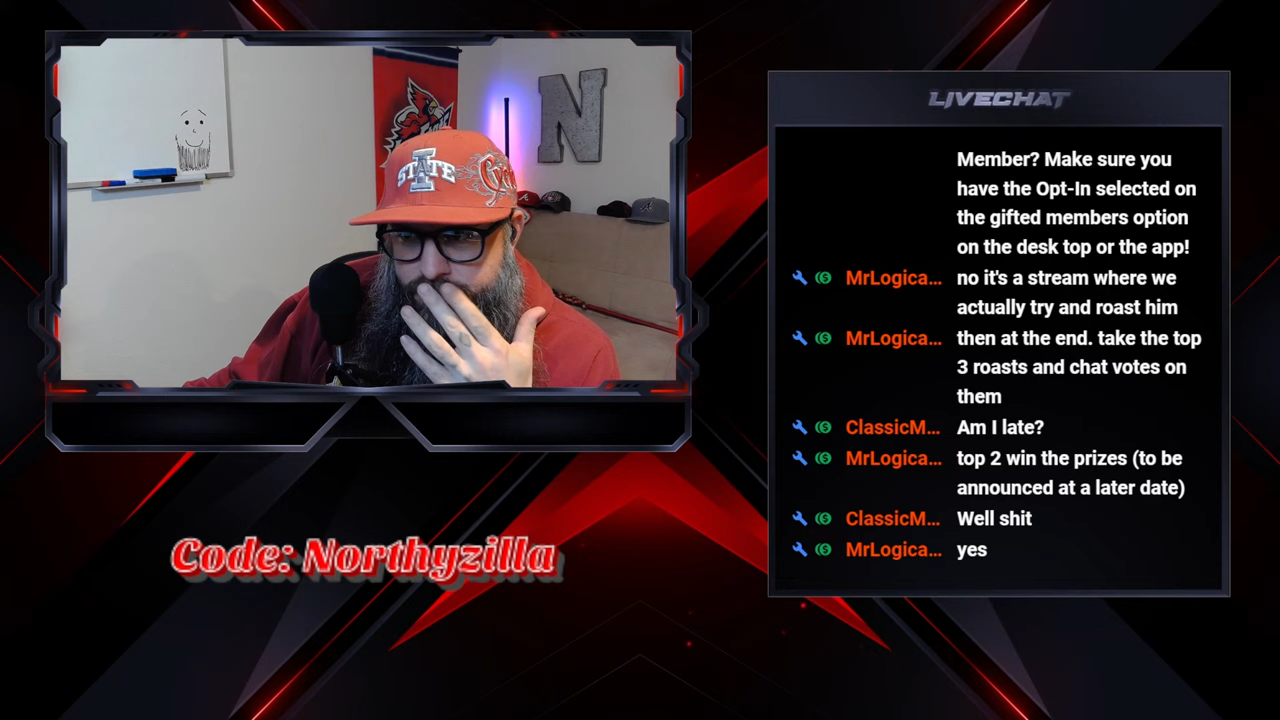 N
I
STATE
LIVECHAT
Member? Make sure you
have the Opt-In selected on
the gifted members option
on the desk top or the app!
MrLogica... no it's a stream where we
actually try and roast him
MrLogica... then at the end. take the top
3 roasts and chat votes on
them
ClassicM... Am I late?
MrLogica... top 2 win the prizes (to be
announced at a later date)
ClassicM... Well shit
MrLogica... yes
Code: Northyzilla